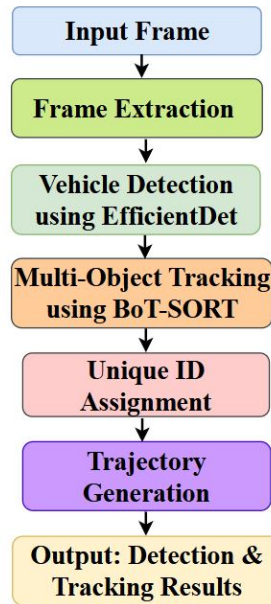 Input Frame
Frame Extraction
Vehicle Detection
using EfficientDet
Multi-Object Tracking
using BoT-SORT
Unique ID
Assignment
Trajectory
Generation
Output: Detection &
Tracking Results